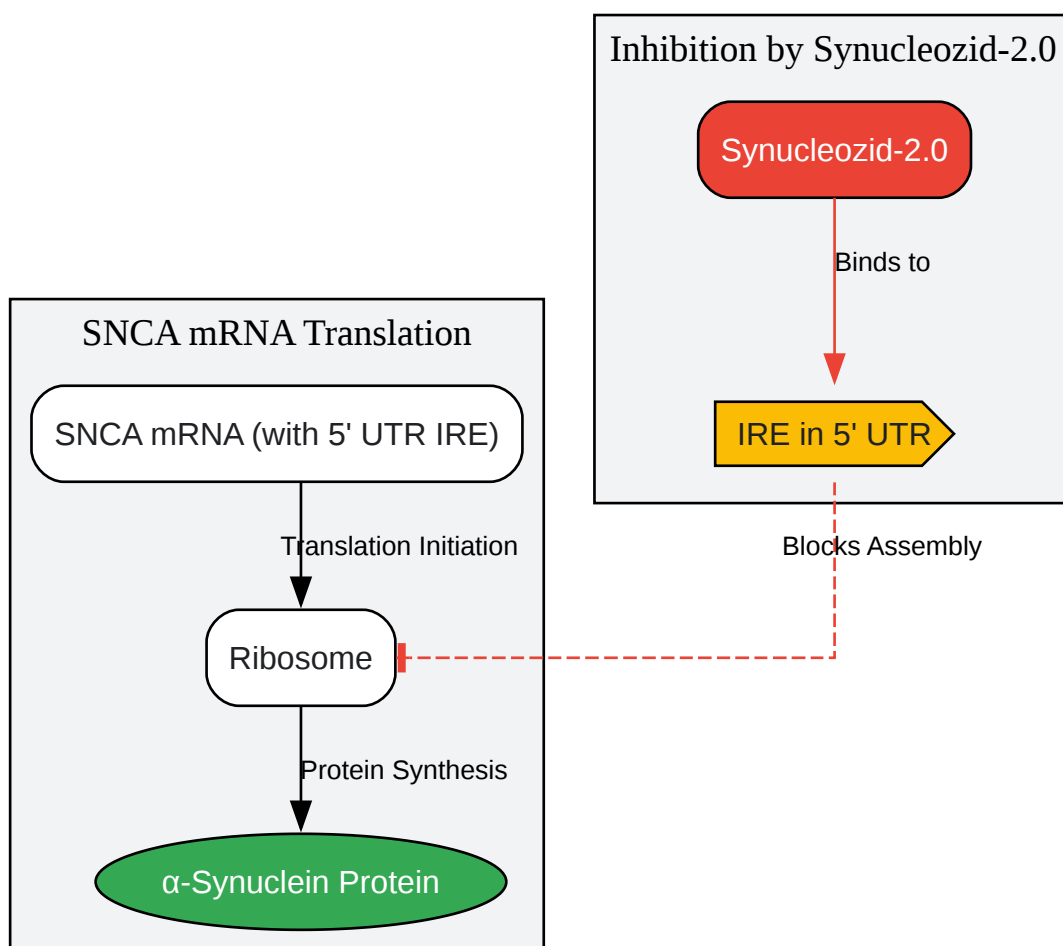 Inhibition by Synucleozid-2.0
Synucleozid-2.0
Binds to
IRE in 5' UTR
Blocks Assembly
SNCA mRNA Translation
SNCA mRNA (with 5' UTR IRE)
Translation Initiation
Ribosome
Protein Synthesis
α-Synuclein Protein